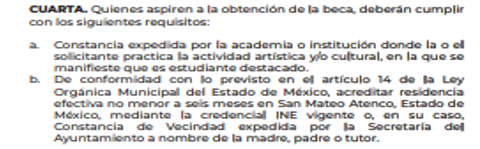 CUARTA. Quienes aspiren a la obtención de la beca, deberán cumplir
con los siguientes requisitos:
a. Constancia expedida por la academia o institución donde la o el
solicitante practica la actividad artística y/o cultural, en la que se
manifieste que es estudiante destacado.
b. De conformidad con lo previsto en el artículo 14 de la Ley
Orgánica Municipal del Estado de México, acreditar residencia
efectiva no menor a seis meses en San Mateo Atenco, Estado de
México, mediante la credencial INE vigente o, en su caso,
Constancia de Vecindad expedida por la Secretaría del
Ayuntamiento a nombre de la madre, padre o tutor.